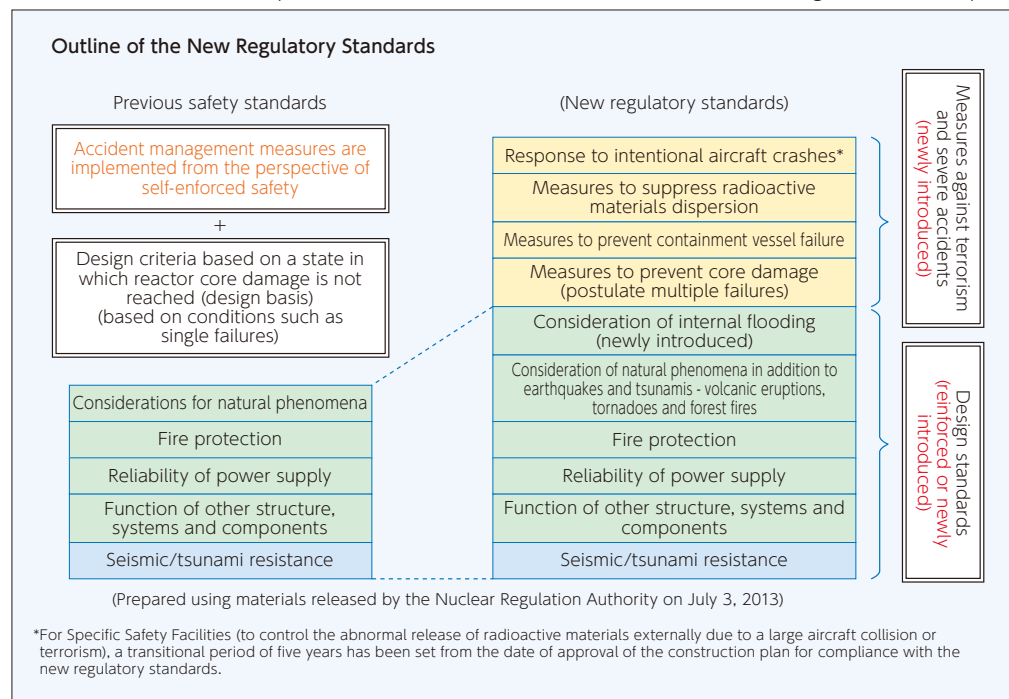 Outline of the New Regulatory Standards
Previous safety standards
Accident management measures are
implemented from the perspective of
self-enforced safety
+
Design criteria based on a state in
which reactor core damage is not
reached (design basis)
(based on conditions such as
single failures)
Considerations for natural phenomena
Fire protection
Reliability of power supply
Function of other structure,
systems and components
Seismic/tsunami resistance
(New regulatory standards)
Response to intentional aircraft crashes*
Measures to suppress radioactive
materials dispersion
Measures to prevent containment vessel failure
Measures to prevent core damage
(postulate multiple failures)
Consideration of internal flooding
(newly introduced)
Consideration of natural phenomena in addition to
earthquakes and tsunamis - volcanic eruptions,
tornadoes and forest fires
Fire protection
Reliability of power supply
Function of other structure, systems and
components
Seismic/tsunami resistance
Measures against terrorism
and severe accidents
(newly introduced)
Design standards
(reinforced or newly
introduced)
(Prepared using materials released by the Nuclear Regulation Authority on July 3, 2013)
*For Specific Safety Facilities (to control the abnormal release of radioactive materials externally due to a large aircraft collision or
terrorism), a transitional period of five years has been set from the date of approval of the construction plan for compliance with the
new regulatory standards.